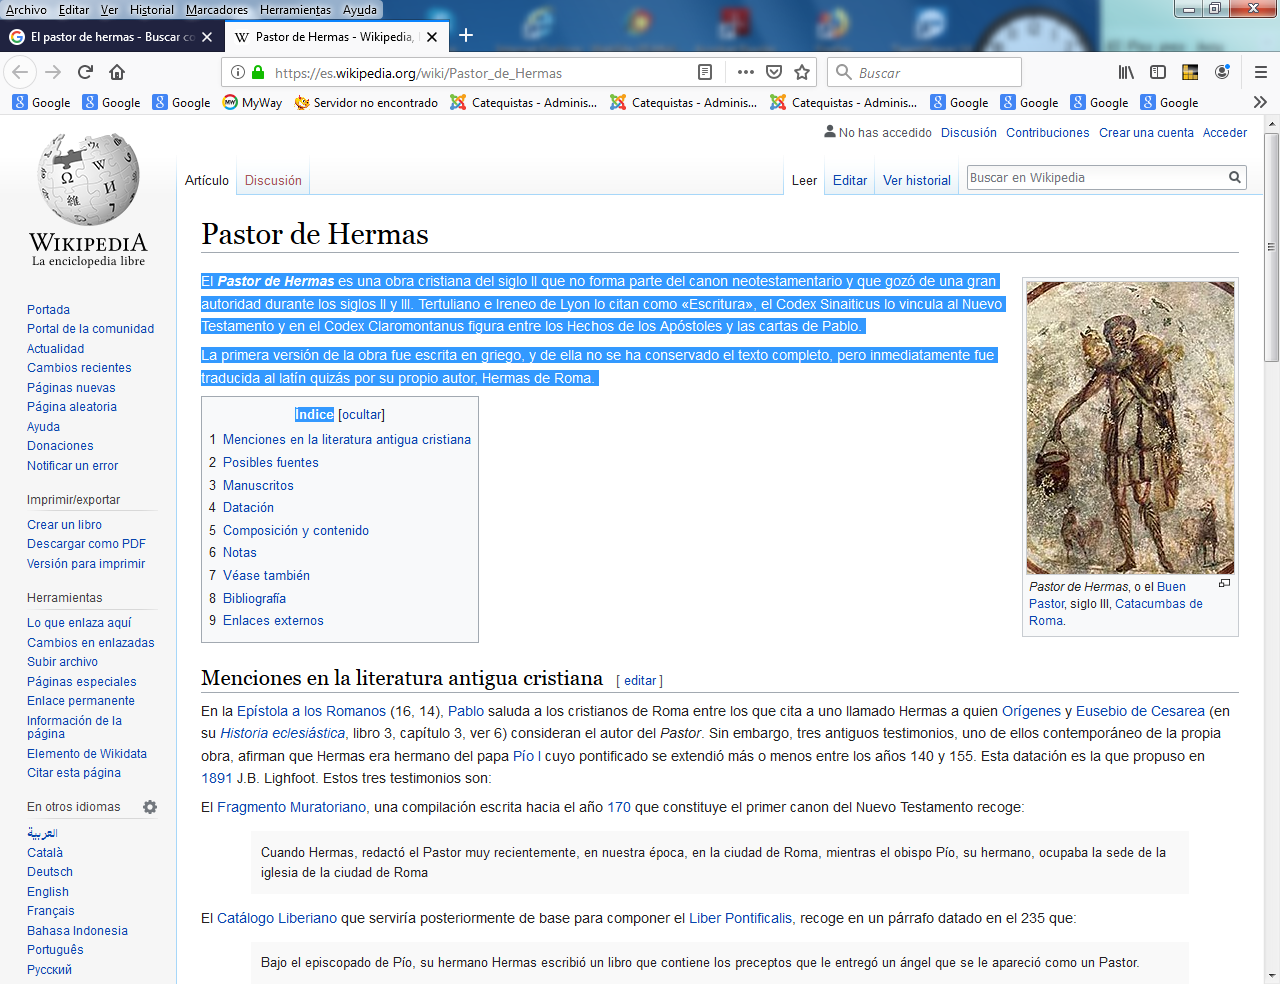 Archivo Editar Ver Historial Marcadores Herramientas Ayuda
El pastor de hermas - Buscar co
Pastor de Hermas - Wikipedia,
https://es.wikipedia.org/wiki/Pastor_de_Hermas
Buscar
Google Google Google MyWay Servidor no encontrado Catequistas - Adminis... Catequistas - Adminis... Catequistas - Adminis... Google Google Google Google
No has accedido Discusión Contribuciones Crear una cuenta Acceder
Artículo Discusión Leer Editar Ver historial Buscar en Wikipedia
WIKIPEDIA
La enciclopedia libre
Portada
Portal de la comunidad
Actualidad
Cambios recientes
Páginas nuevas
Página aleatoria
Ayuda
Donaciones
Notificar un error
Imprimir/exportar
Crear un libro
Descargar como PDF
Versión para imprimir
Herramientas
Lo que enlaza aquí
Cambios en enlazadas
Subir archivo
Páginas especiales
Enlace permanente
Información de la
página
Elemento de Wikidata
Citar esta página
En otros idiomas
العربية
Català
Deutsch
English
Français
Bahasa Indonesia
Português
Русский
Pastor de Hermas
El Pastor de Hermas es una obra cristiana del siglo II que no forma parte del canon neotestamentario y que gozó de una gran
autoridad durante los siglos II y III. Tertuliano e Ireneo de Lyon lo citan como «Escritura», el Codex Sinaiticus lo vincula al Nuevo
Testamento y en el Codex Claromontanus figura entre los Hechos de los Apóstoles y las cartas de Pablo.
La primera versión de la obra fue escrita en griego, y de ella no se ha conservado el texto completo, pero inmediatamente fue
traducida al latín quizás por su propio autor, Hermas de Roma.
Índice [ocultar]
1 Menciones en la literatura antigua cristiana
2 Posibles fuentes
3 Manuscritos
4 Datación
5 Composición y contenido
6 Notas
7 Véase también
8 Bibliografía
9 Enlaces externos
Pastor de Hermas, o el Buen
Pastor, siglo III, Catacumbas de
Roma.
Menciones en la literatura antigua cristiana [ editar ]
En la Epístola a los Romanos (16, 14), Pablo saluda a los cristianos de Roma entre los que cita a uno llamado Hermas a quien Orígenes y Eusebio de Cesarea (en
su Historia eclesiástica, libro 3, capítulo 3, ver 6) consideran el autor del Pastor. Sin embargo, tres antiguos testimonios, uno de ellos contemporáneo de la propia
obra, afirman que Hermas era hermano del papa Pío I cuyo pontificado se extendió más o menos entre los años 140 y 155. Esta datación es la que propuso en
1891 J.B. Lighfoot. Estos tres testimonios son:
El Fragmento Muratoriano, una compilación escrita hacia el año 170 que constituye el primer canon del Nuevo Testamento recoge:
Cuando Hermas, redactó el Pastor muy recientemente, en nuestra época, en la ciudad de Roma, mientras el obispo Pío, su hermano, ocupaba la sede de la
iglesia de la ciudad de Roma
El Catálogo Liberiano que serviría posteriormente de base para componer el Liber Pontificalis, recoge en un párrafo datado en el 235 que:
Bajo el episcopado de Pío, su hermano Hermas escribió un libro que contiene los preceptos que le entregó un ángel que se le apareció como un Pastor.